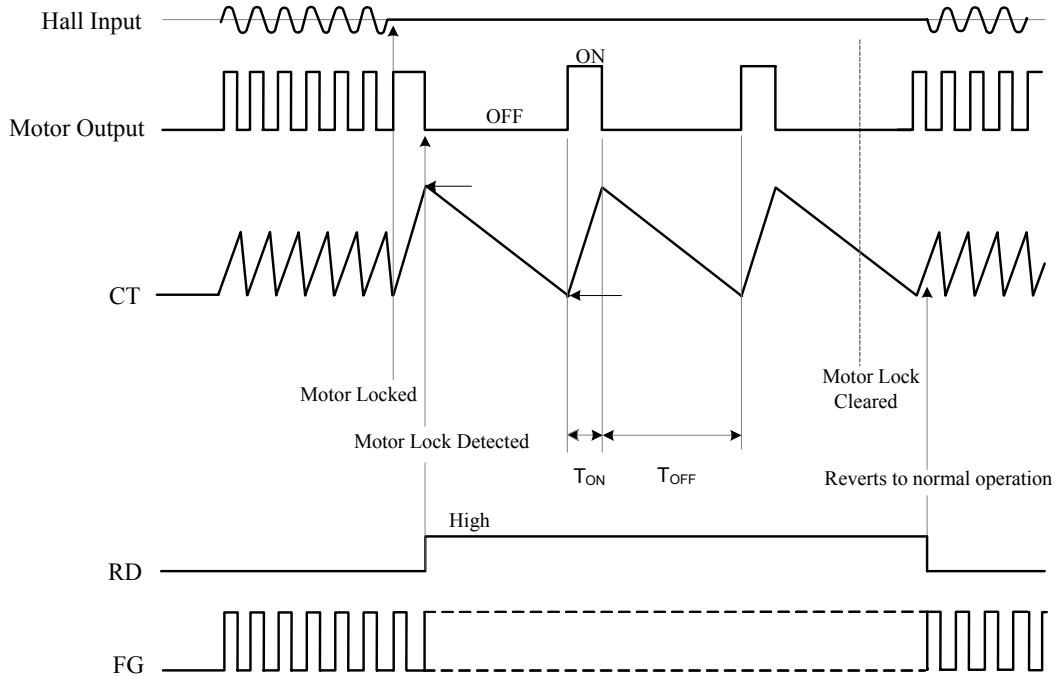 Hall Input
ON
Motor Output
OFF
CT
Motor Locked
Motor Lock
Cleared
Motor Lock Detected
TON
TOFF
Reverts to normal operation
High
RD
FG